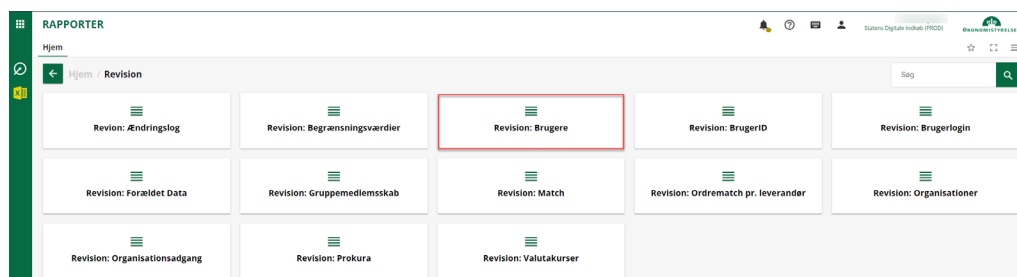 RAPPORTER
Statens Digitale Indkøb (PROD)
ØKONOMISTYRELSEN
Hjem
Hjem / Revision
Søg
Revion: Ændringslog
Revision: Begrænsningsværdier
Revision: Brugere
Revision: BrugerID
Revision: Brugerlogin
Revision: Forældet Data
Revision: Gruppemedlemsskab
Revision: Match
Revision: Ordrematch pr. leverandør
Revision: Organisationer
Revision: Organisationsadgang
Revision: Prokura
Revision: Valutakurser